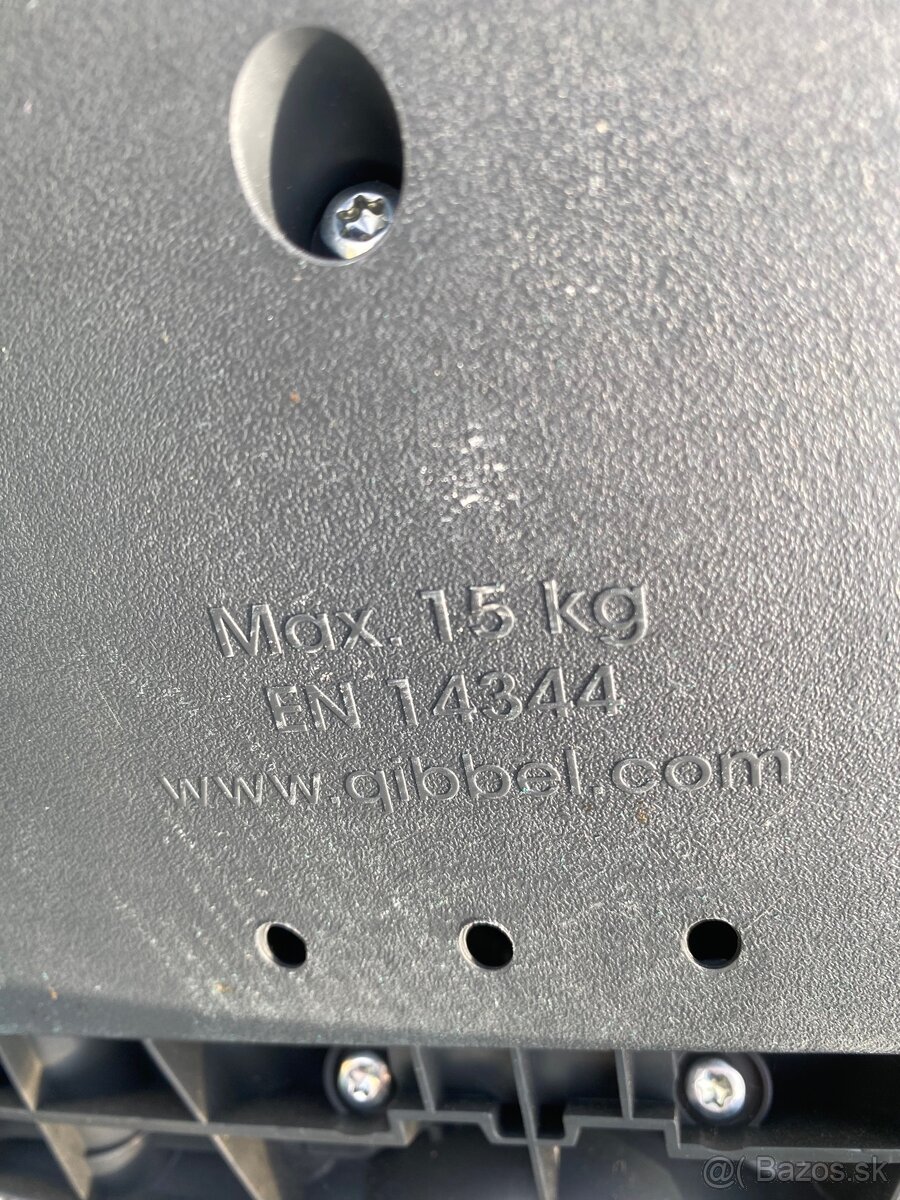 Max. 15 kg
EN 14344
www.qibbel.com
@( Bazos.sk